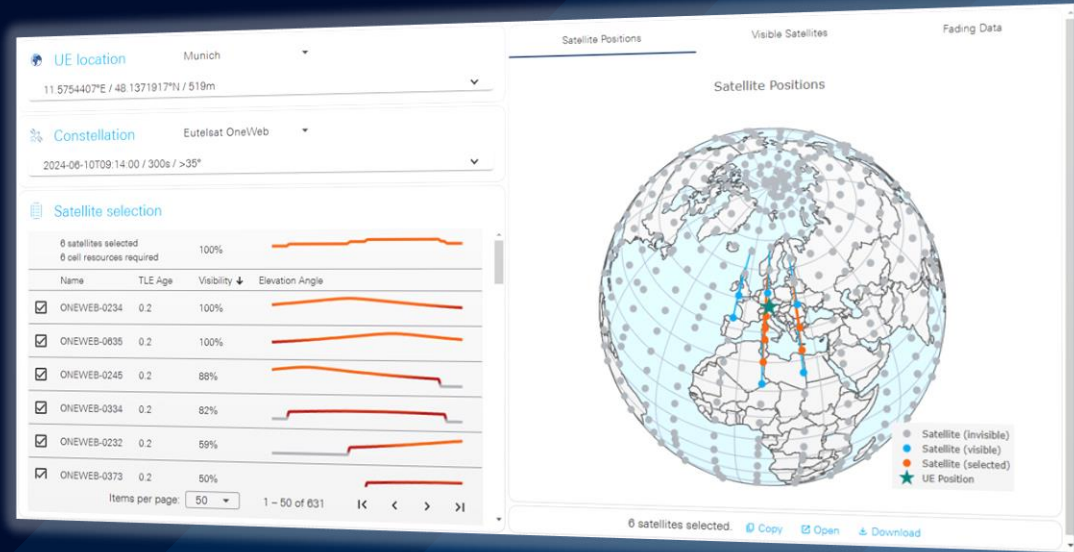 UE location
Munich
11.5754407°E / 48.1371917°N / 519m
Constellation
Eutelsat OneWeb
2024-06-10T09:14:00 / 300s / >35°
Satellite selection
6 satellites selected
6 cell resources required
100%
Name TLE Age Visibility Elevation Angle
ONEWEB-0234 0.2 100%
ONEWEB-0635 0.2 100%
ONEWEB-0245 0.2 88%
ONEWEB-0334 0.2 82%
ONEWEB-0232 0.2 59%
ONEWEB-0373 0.2 50%
Items per page: 50 1 – 50 of 631
Satellite Positions Visible Satellites Fading Data
Satellite Positions
Satellite (invisible)
Satellite (visible)
Satellite (selected)
UE Position
6 satellites selected. Copy Open Download